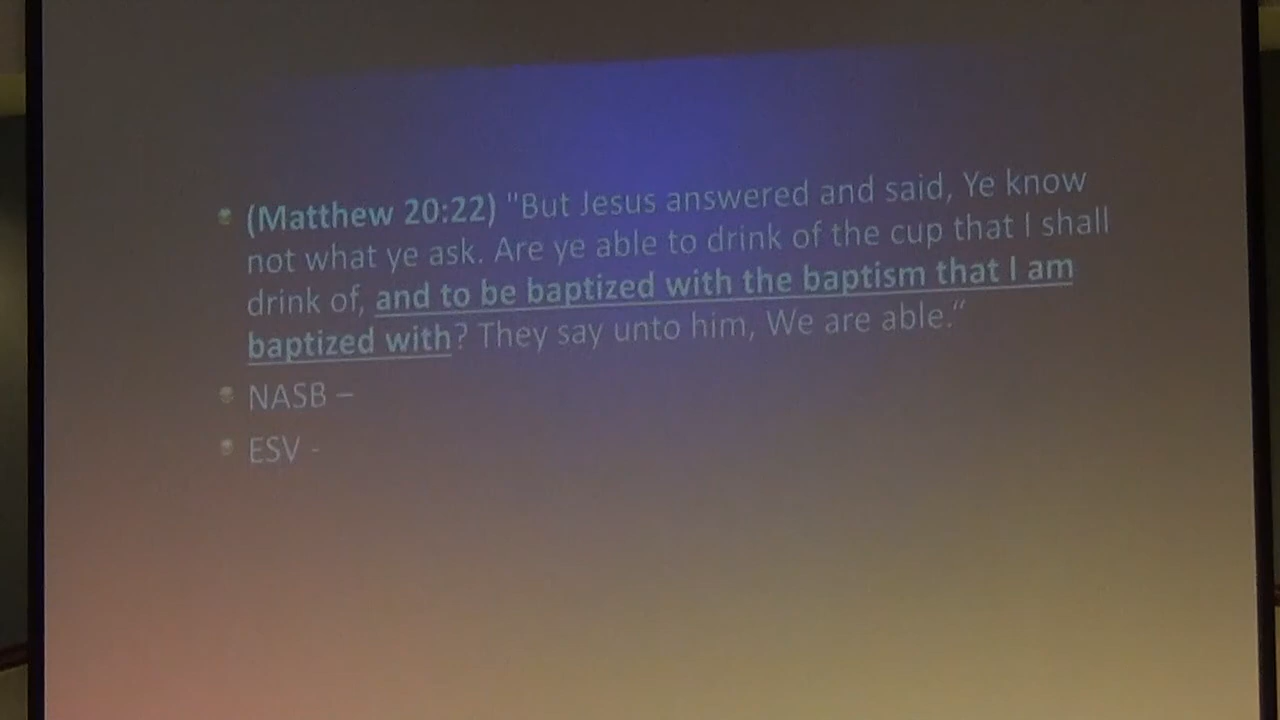 (Matthew 20:22) "But Jesus answered and said, Ye know
not what ye ask. Are ye able to drink of the cup that I shall
drink of, and to be baptized with the baptism that I am
baptized with? They say unto him, We are able.“
NASB –
ESV -